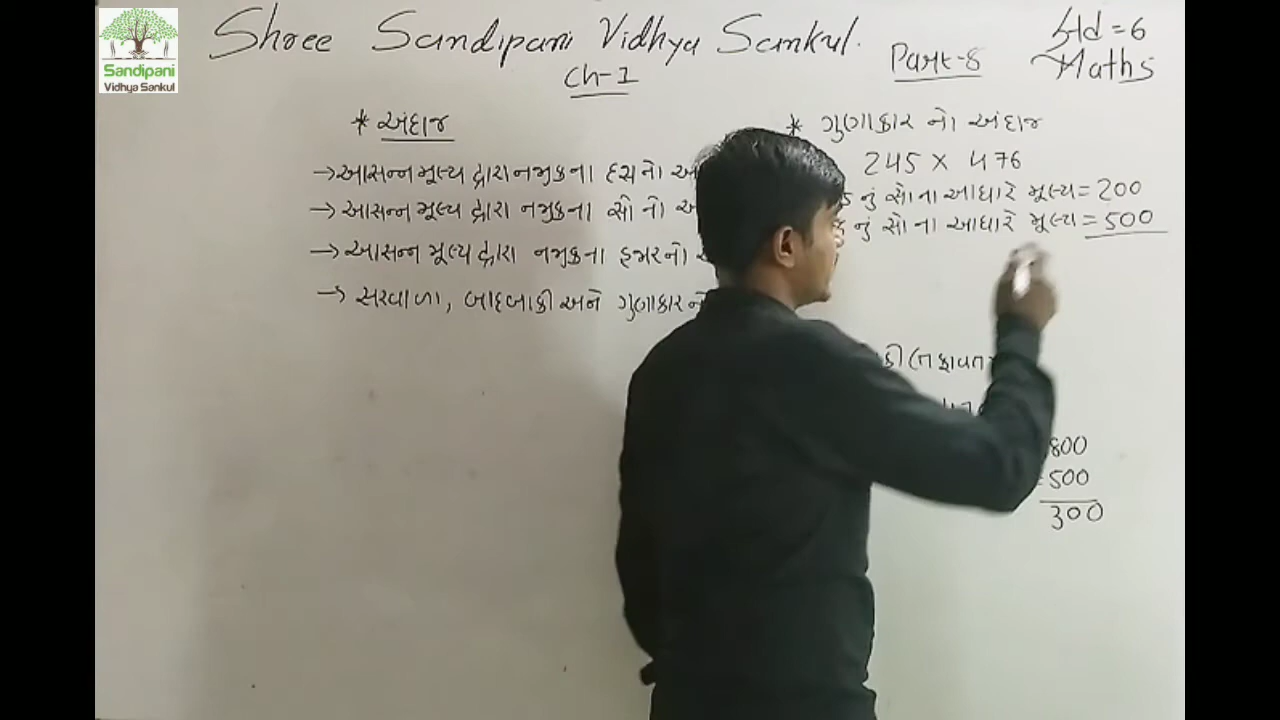 Sandipani
Vidhya Sankul
Shree Sandipani Vidhya Sankul.
Std = 6
Maths
Part-8
Ch-1
* અંદાજ
→ આસન્ન મૂલ્ય દ્વારા નજીકના દસ નો
→ આસન્ન મૂલ્ય દ્વારા નજીકના સો નો
→ આસન્ન મૂલ્ય દ્વારા નજીકના હજાર નો
→ સરવાળા, બાદબાકી અને ગુણાકાર
* ગુણાકાર નો અંદાજ
245 × 476
નું સો ના આધારે મૂલ્ય = 200
નું સો ના આધારે મૂલ્ય = 500
800
500
300